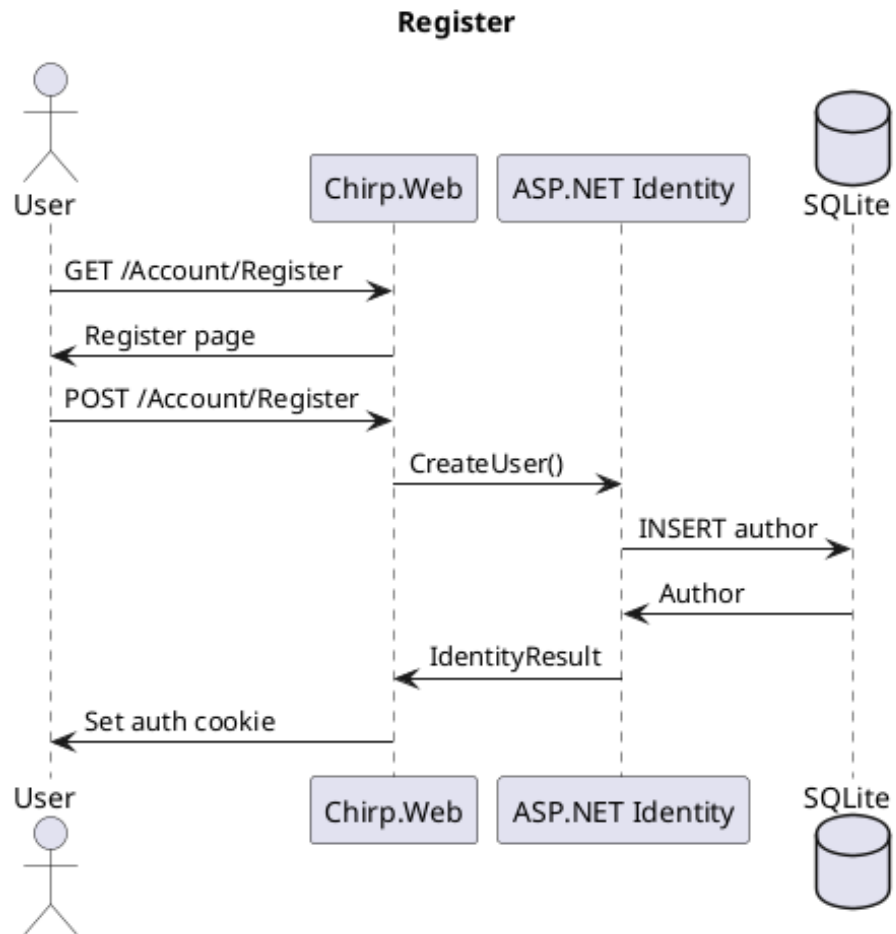 Register
User
Chirp.Web
ASP.NET Identity
SQLite
GET /Account/Register
Register page
POST /Account/Register
CreateUser()
INSERT author
Author
IdentityResult
Set auth cookie
User
Chirp.Web
ASP.NET Identity
SQLite